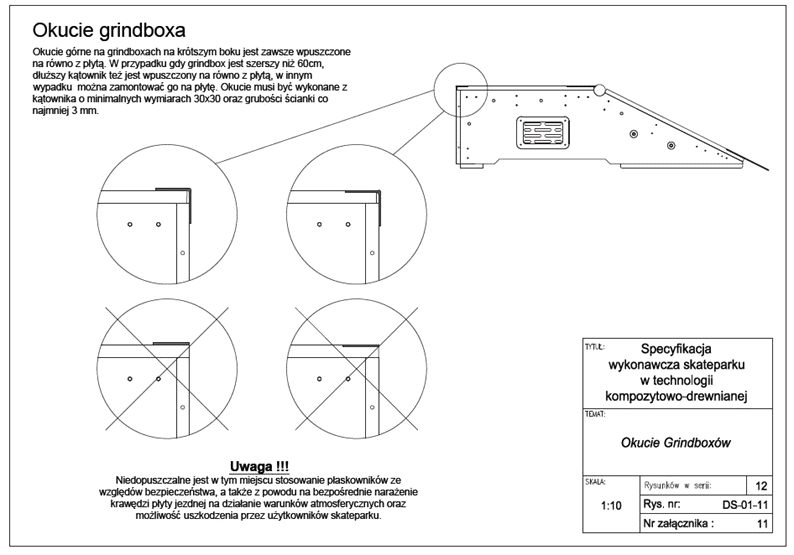 Okucie grindboxa
Okucie górne na grindboxach na krótszym boku jest zawsze wpuszczone
na równo z płytą. W przypadku gdy grindbox jest szerszy niż 60cm,
dłuższy kątownik też jest wpuszczony na równo z płytą, w innym
wypadku można zamontować go na płytę. Okucie musi być wykonane z
kątownika o minimalnych wymiarach 30x30 oraz grubości ścianki co
najmniej 3 mm.
Uwaga !!!
Niedopuszczalne jest w tym miejscu stosowanie płaskowników ze
względów bezpieczeństwa, a także z powodu na bezpośrednie narażenie
krawędzi płyty jezdnej na działanie warunków atmosferycznych oraz
możliwość uszkodzenia przez użytkowników skateparku.
TYTUŁ:
Specyfikacja
wykonawcza skateparku
w technologii
kompozytowo-drewnianej
TEMAT:
Okucie Grindboxów
SKALA:
1:10
Rysunków w serii: 12
Rys. nr: DS-01-11
Nr załącznika : 11